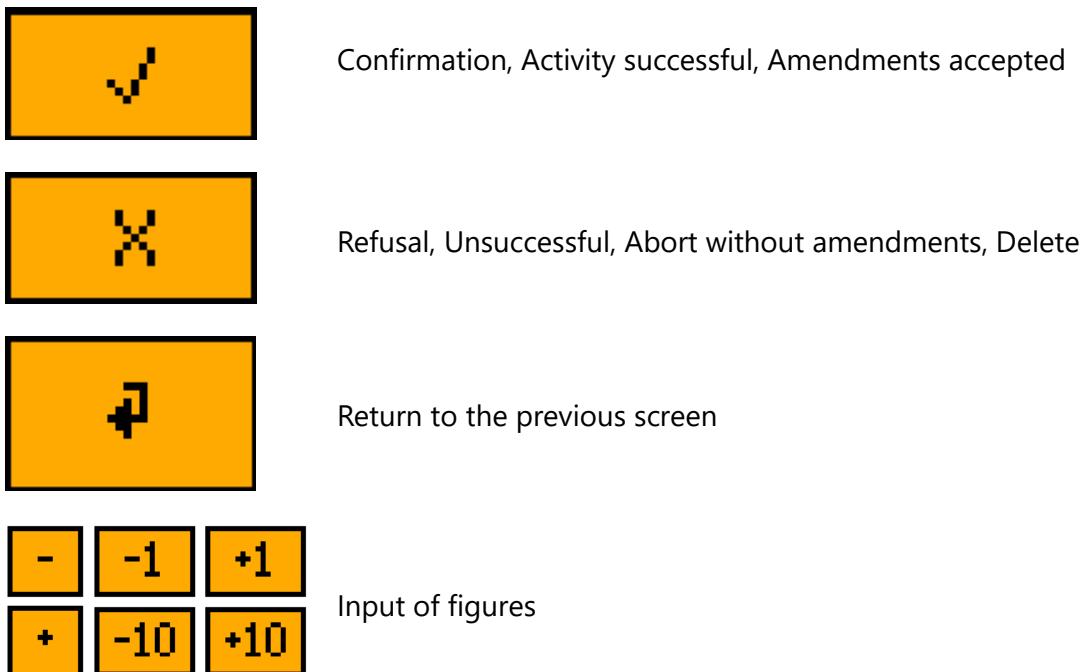 Confirmation, Activity successful, Amendments accepted
Refusal, Unsuccessful, Abort without amendments, Delete
Return to the previous screen
- -1 +1
Input of figures
+ -10 +10